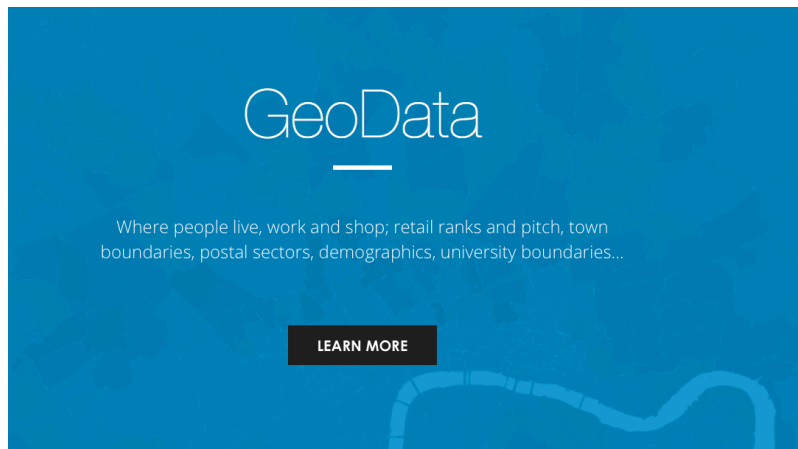 GeoData
Where people live, work and shop; retail ranks and pitch, town
boundaries, postal sectors, demographics, university boundaries...
LEARN MORE